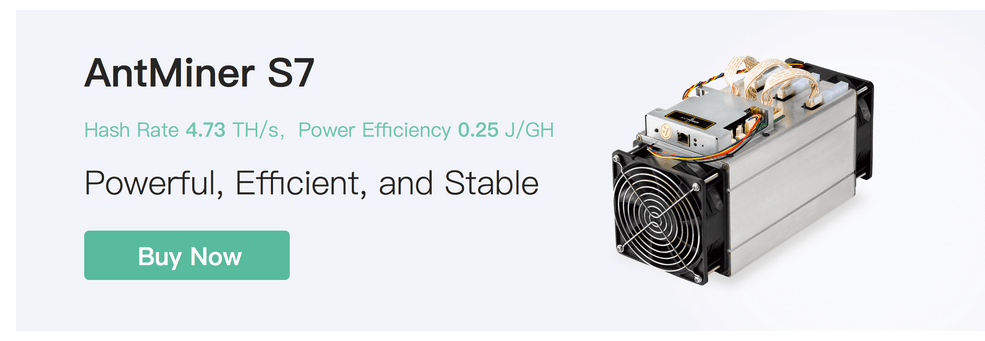 AntMiner S7
Hash Rate 4.73 TH/s，Power Efficiency 0.25 J/GH
Powerful, Efficient, and Stable
Buy Now